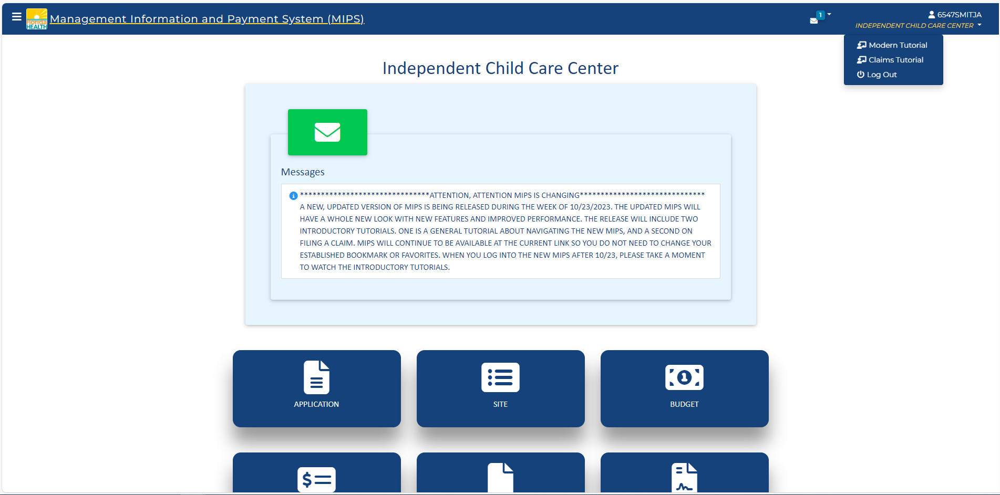 Florida
HEALTH
Management Information and Payment System (MIPS)
1
6547SMITJA
INDEPENDENT CHILD CARE CENTER
Modern Tutorial
Claims Tutorial
Log Out
Independent Child Care Center
Messages
*******************************ATTENTION, ATTENTION MIPS IS CHANGING******************************
A NEW, UPDATED VERSION OF MIPS IS BEING RELEASED DURING THE WEEK OF 10/23/2023. THE UPDATED MIPS WILL
HAVE A WHOLE NEW LOOK WITH NEW FEATURES AND IMPROVED PERFORMANCE. THE RELEASE WILL INCLUDE TWO
INTRODUCTORY TUTORIALS. ONE IS A GENERAL TUTORIAL ABOUT NAVIGATING THE NEW MIPS, AND A SECOND ON
FILING A CLAIM. MIPS WILL CONTINUE TO BE AVAILABLE AT THE CURRENT LINK SO YOU DO NOT NEED TO CHANGE YOUR
ESTABLISHED BOOKMARK OR FAVORITES. WHEN YOU LOG INTO THE NEW MIPS AFTER 10/23, PLEASE TAKE A MOMENT
TO WATCH THE INTRODUCTORY TUTORIALS.
APPLICATION
SITE
BUDGET